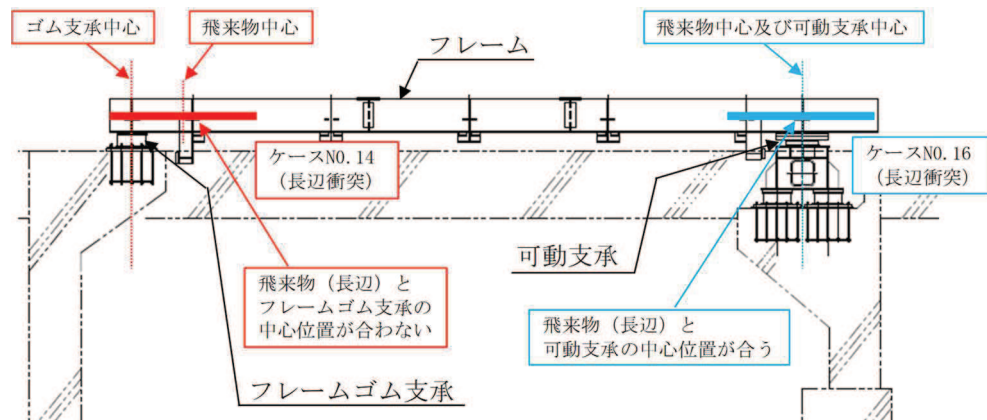 ゴム支承中心
飛来物中心
フレーム
飛来物中心及び可動支承中心
ケースNO.14
(長辺衝突)
ケースNO.16
(長辺衝突)
可動支承
飛来物(長辺)と
フレームゴム支承の
中心位置が合わない
飛来物(長辺)と
可動支承の中心位置が合う
フレームゴム支承